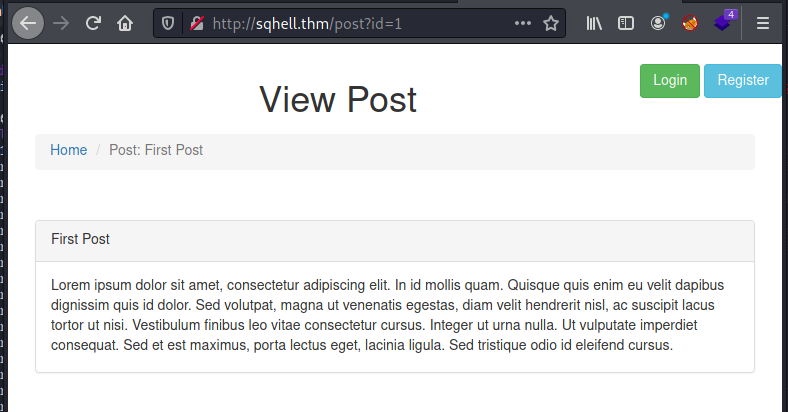 http://sqhell.thm/post?id=1
4
Login Register
View Post
Home / Post: First Post
First Post
Lorem ipsum dolor sit amet, consectetur adipiscing elit. In id mollis quam. Quisque quis enim eu velit dapibus
dignissim quis id dolor. Sed volutpat, magna ut venenatis egestas, diam velit hendrerit nisl, ac suscipit lacus
tortor ut nisi. Vestibulum finibus leo vitae consectetur cursus. Integer ut urna nulla. Ut vulputate imperdiet
consequat. Sed et est maximus, porta lectus eget, lacinia ligula. Sed tristique odio id eleifend cursus.